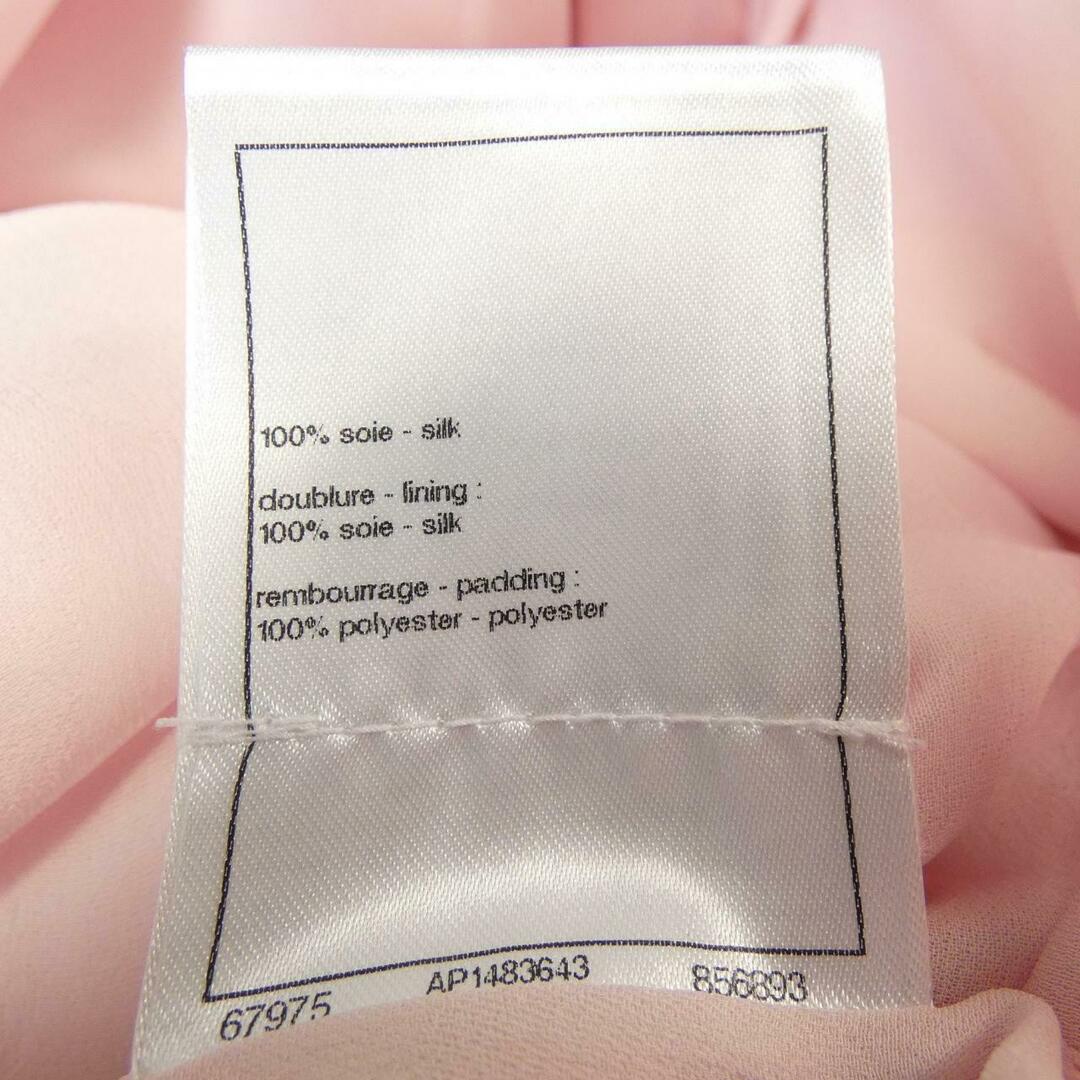 100% soie - silk
doublure - lining :
100% soie - silk
rembourrage - padding :
100% polyester - polyester
67975 AP1483643 856893